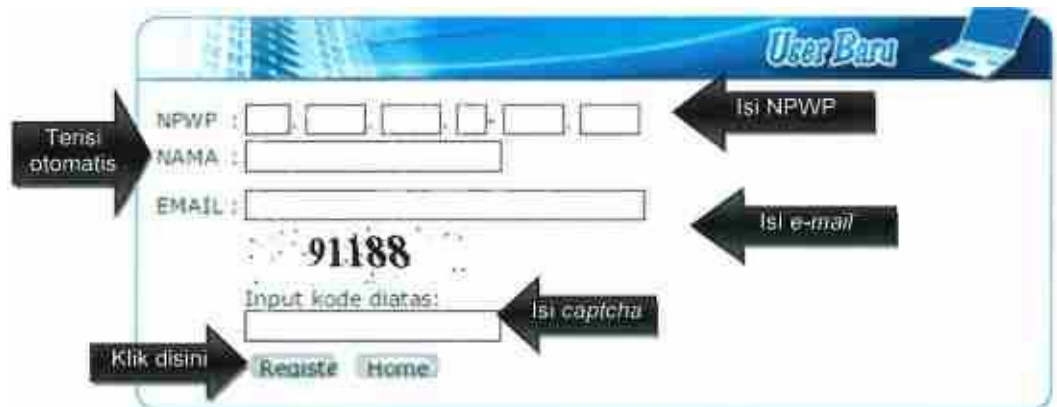 User Baru
NPWP : . . . - .
Isi NPWP
Terisi otomatis
NAMA :
EMAIL :
Isi e-mail
91188
Input kode diatas:
Isi captcha
Klik disini
Registe Home